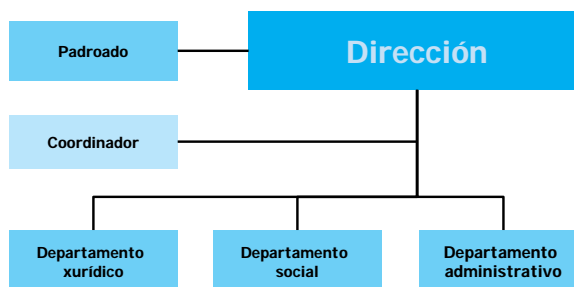 Padroado
Dirección
Coordinador
Departamento
xurídico
Departamento
social
Departamento
administrativo